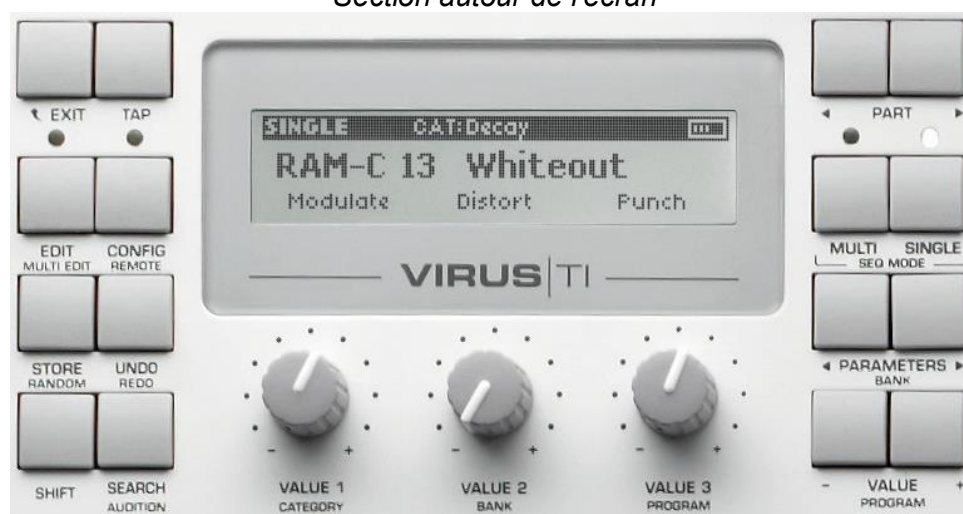 Section autour de l'écran
EXIT TAP
PART
SINGLE CAT:Decay
RAM-C 13 Whiteout
Modulate Distort Punch
EDIT CONFIG
MULTI EDIT REMOTE
MULTI SINGLE
SEQ MODE
VIRUS|TI
STORE UNDO
RANDOM REDO
PARAMETERS
BANK
- + - + - +
SHIFT SEARCH
AUDITION
VALUE 1 VALUE 2 VALUE 3
CATEGORY BANK PROGRAM
- VALUE +
PROGRAM